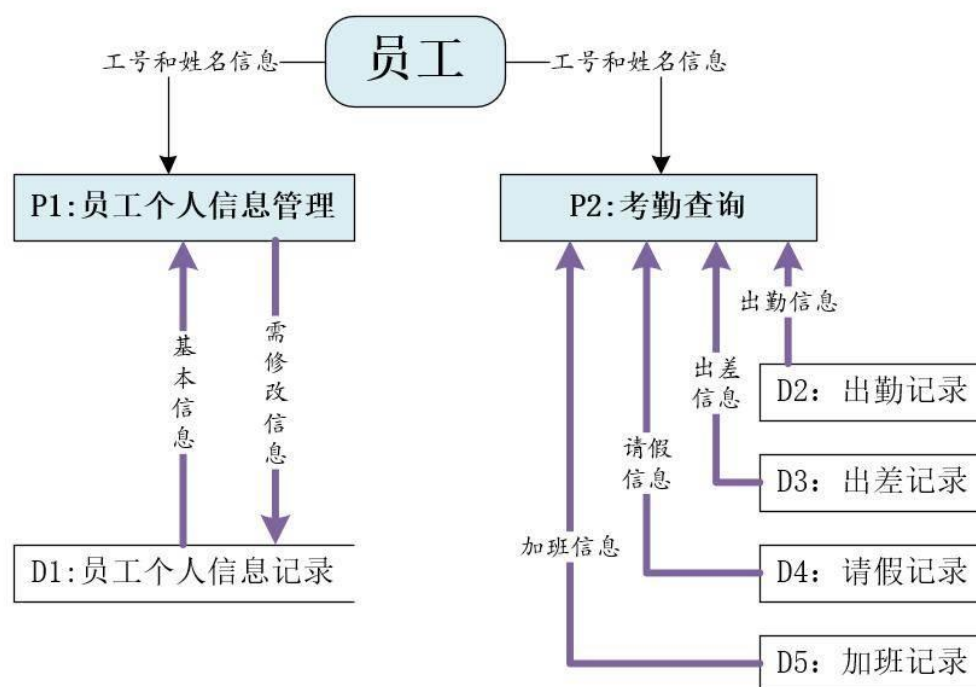 员工
工号和姓名信息
工号和姓名信息
P1:员工个人信息管理
P2:考勤查询
基本信息
需修改信息
出勤信息
出差
信息
请假
信息
加班信息
D1:员工个人信息记录
D2: 出勤记录
D3: 出差记录
D4: 请假记录
D5: 加班记录